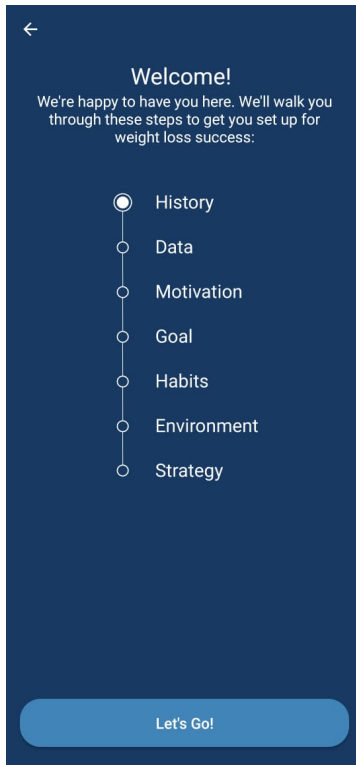 Welcome!
We're happy to have you here. We'll walk you
through these steps to get you set up for
weight loss success:
History
Data
Motivation
Goal
Habits
Environment
Strategy
Let's Go!